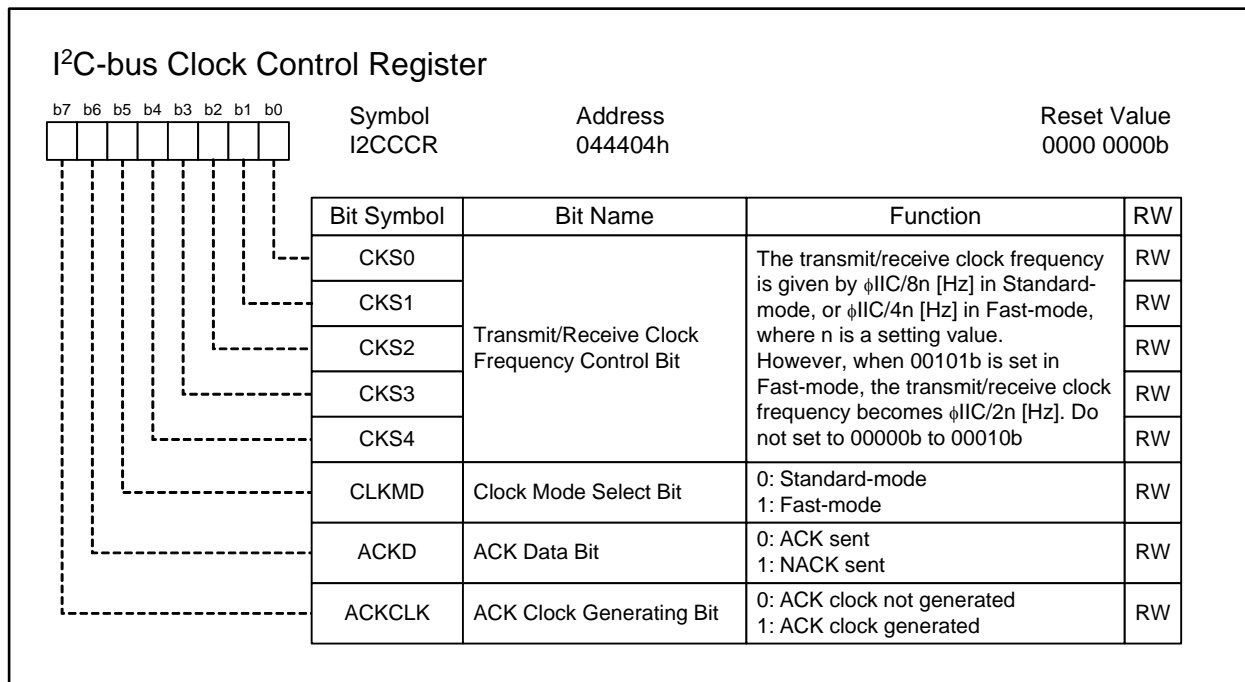 I²C-bus Clock Control Register
b7 b6 b5 b4 b3 b2 b1 b0
Symbol Address Reset Value
I2CCCR 044404h 0000 0000b
Bit Symbol Bit Name Function RW
CKS0 RW
CKS1 RW
CKS2 RW
CKS3 RW
CKS4 RW
Transmit/Receive Clock
Frequency Control Bit
The transmit/receive clock frequency
is given by ϕIIC/8n [Hz] in Standard-
mode, or ϕIIC/4n [Hz] in Fast-mode,
where n is a setting value.
However, when 00101b is set in
Fast-mode, the transmit/receive clock
frequency becomes ϕIIC/2n [Hz]. Do
not set to 00000b to 00010b
CLKMD Clock Mode Select Bit 0: Standard-mode RW
1: Fast-mode
ACKD ACK Data Bit 0: ACK sent RW
1: NACK sent
ACKCLK ACK Clock Generating Bit 0: ACK clock not generated RW
1: ACK clock generated